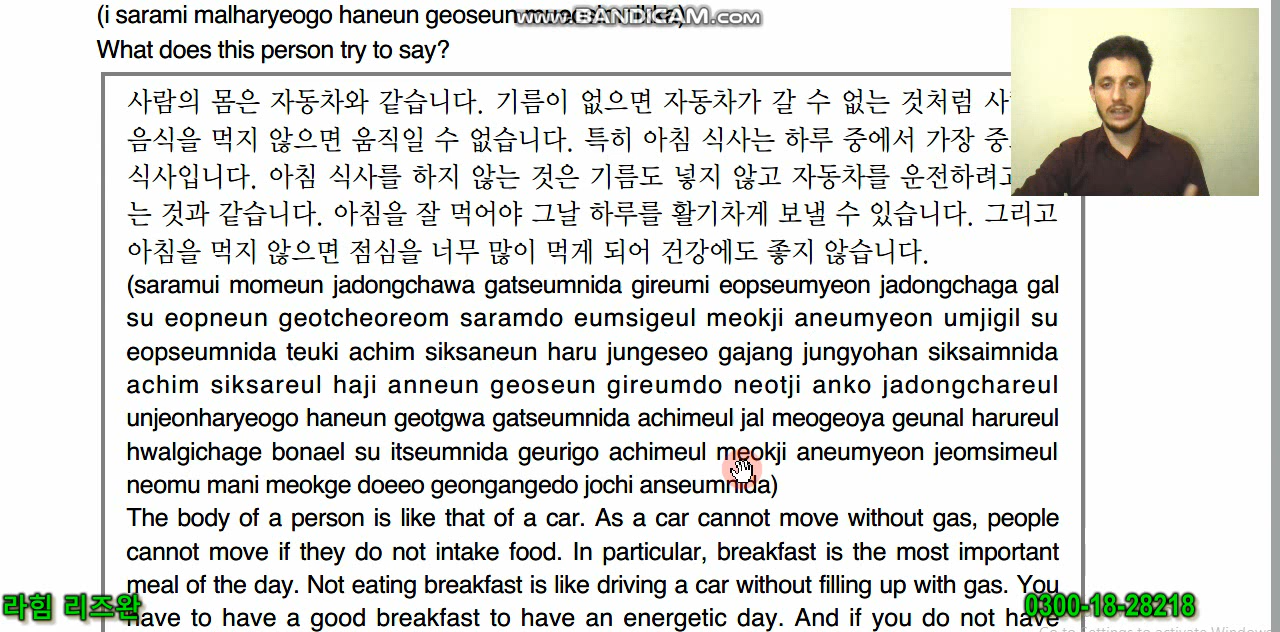 (i sarami malharyeogo haneun geoseun
WWW.BANDICAM.COM
What does this person try to say?
사람의 몸은 자동차와 같습니다. 기름이 없으면 자동차가 갈 수 없는 것처럼
음식을 먹지 않으면 움직일 수 없습니다. 특히 아침 식사는 하루 중에서 가장
식사입니다. 아침 식사를 하지 않는 것은 기름도 넣지 않고 자동차를
는 것과 같습니다. 아침을 잘 먹어야 그날 하루를 활기차게 보낼 수 있습니다. 그리고
아침을 먹지 않으면 점심을 너무 많이 먹게 되어 건강에도 좋지 않습니다.
(saramui momeun jadongchawa gatseumnida gireumi eopseumyeon jadongchaga gal
su eopneun geotcheoreom saramdo eumsigeul meokji aneumyeon umjigil su
eopseumnida teuki achim siksaneun haru jungeseo gajang jungyohan siksaimnida
achim siksareul haji anneun geoseun gireumdo neotji anko jadongchareul
unjeonharyeogo haneun geotgwa gatseumnida achimeul jal meogeoya geunal harureul
hwalgichage bonael su itseumnida geurigo achimeul meokji aneumyeon jeomsimeul
neomu mani meokge doeeo geongangedo jochi anseumnida)
The body of a person is like that of a car. As a car cannot move without gas, people
cannot move if they do not intake food. In particular, breakfast is the most important
meal of the day. Not eating breakfast is like driving a car without filling up with gas. You
have to have a good breakfast to have an energetic day. And if you do not have
라힘 리즈완
0300-18-28218